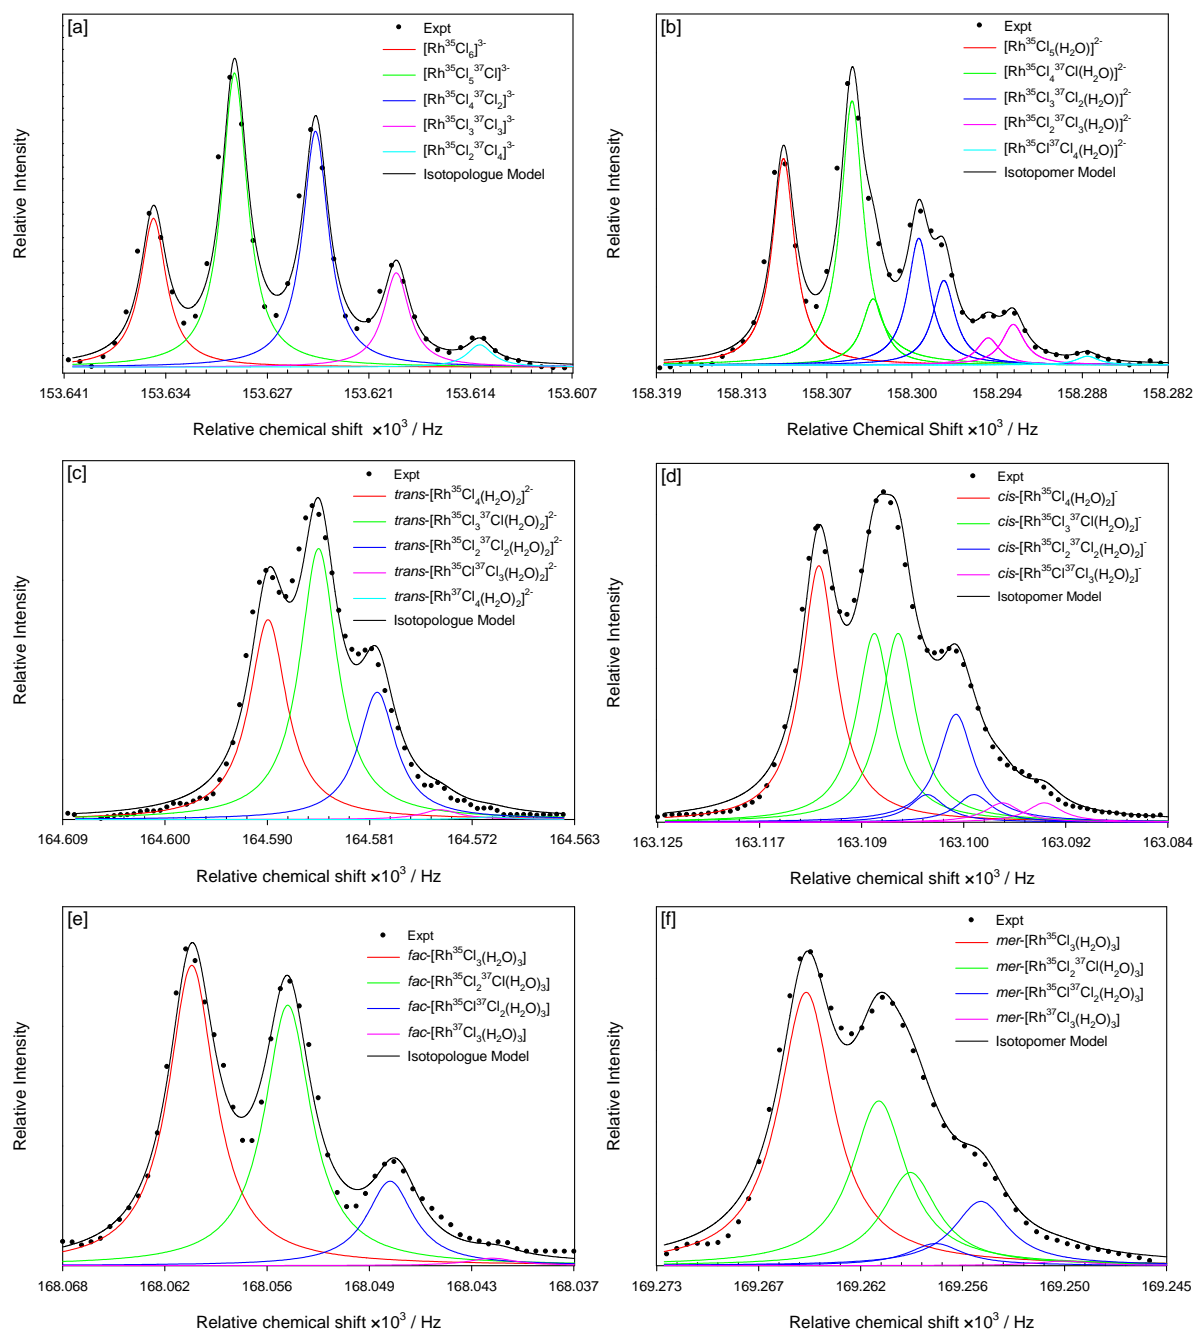 [a]
Expt
[Rh³⁵Cl₆]³⁻
[Rh³⁵Cl₅³⁷Cl]³⁻
[Rh³⁵Cl₄³⁷Cl₂]³⁻
[Rh³⁵Cl₃³⁷Cl₃]³⁻
[Rh³⁵Cl₂³⁷Cl₄]³⁻
Isotopologue Model
Relative Intensity
153.641 153.634 153.627 153.621 153.614 153.607
Relative chemical shift ×10³ / Hz
[b]
Expt
[Rh³⁵Cl₅(H₂O)]²⁻
[Rh³⁵Cl₄³⁷Cl(H₂O)]²⁻
[Rh³⁵Cl₃³⁷Cl₂(H₂O)]²⁻
[Rh³⁵Cl₂³⁷Cl₃(H₂O)]²⁻
[Rh³⁵Cl³⁷Cl₄(H₂O)]²⁻
Isotopomer Model
Relative Intensity
158.319 158.313 158.307 158.300 158.294 158.288 158.282
Relative Chemical Shift ×10³ / Hz
[c]
Expt
trans-[Rh³⁵Cl₄(H₂O)₂]²⁻
trans-[Rh³⁵Cl₃³⁷Cl(H₂O)₂]²⁻
trans-[Rh³⁵Cl₂³⁷Cl₂(H₂O)₂]²⁻
trans-[Rh³⁵Cl³⁷Cl₃(H₂O)₂]²⁻
trans-[Rh³⁷Cl₄(H₂O)₂]²⁻
Isotopologue Model
Relative Intensity
164.609 164.600 164.590 164.581 164.572 164.563
Relative chemical shift ×10³ / Hz
[d]
Expt
cis-[Rh³⁵Cl₄(H₂O)₂]⁻
cis-[Rh³⁵Cl₃³⁷Cl(H₂O)₂]⁻
cis-[Rh³⁵Cl₂³⁷Cl₂(H₂O)₂]⁻
cis-[Rh³⁵Cl³⁷Cl₃(H₂O)₂]⁻
Isotopomer Model
Relative Intensity
163.125 163.117 163.109 163.100 163.092 163.084
Relative chemical shift ×10³ / Hz
[e]
Expt
fac-[Rh³⁵Cl₃(H₂O)₃]
fac-[Rh³⁵Cl₂³⁷Cl(H₂O)₃]
fac-[Rh³⁵Cl³⁷Cl₂(H₂O)₃]
fac-[Rh³⁷Cl₃(H₂O)₃]
Isotopologue Model
Relative Intensity
168.068 168.062 168.056 168.049 168.043 168.037
Relative chemical shift ×10³ / Hz
[f]
Expt
mer-[Rh³⁵Cl₃(H₂O)₃]
mer-[Rh³⁵Cl₂³⁷Cl(H₂O)₃]
mer-[Rh³⁵Cl³⁷Cl₂(H₂O)₃]
mer-[Rh³⁷Cl₃(H₂O)₃]
Isotopomer Model
Relative Intensity
169.273 169.267 169.262 169.256 169.250 169.245
Relative chemical shift ×10³ / Hz